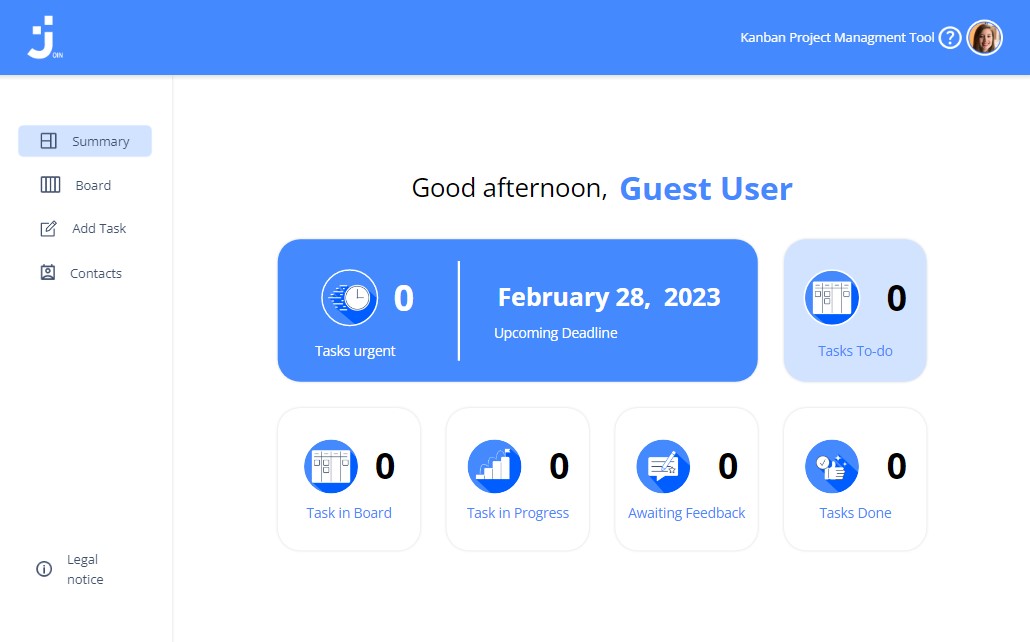 JOIN
Kanban Project Managment Tool ?
Summary
Board
Add Task
Contacts
Legal
notice
Good afternoon, Guest User
0
Tasks urgent
February 28, 2023
Upcoming Deadline
0
Tasks To-do
0
Task in Board
0
Task in Progress
0
Awaiting Feedback
0
Tasks Done